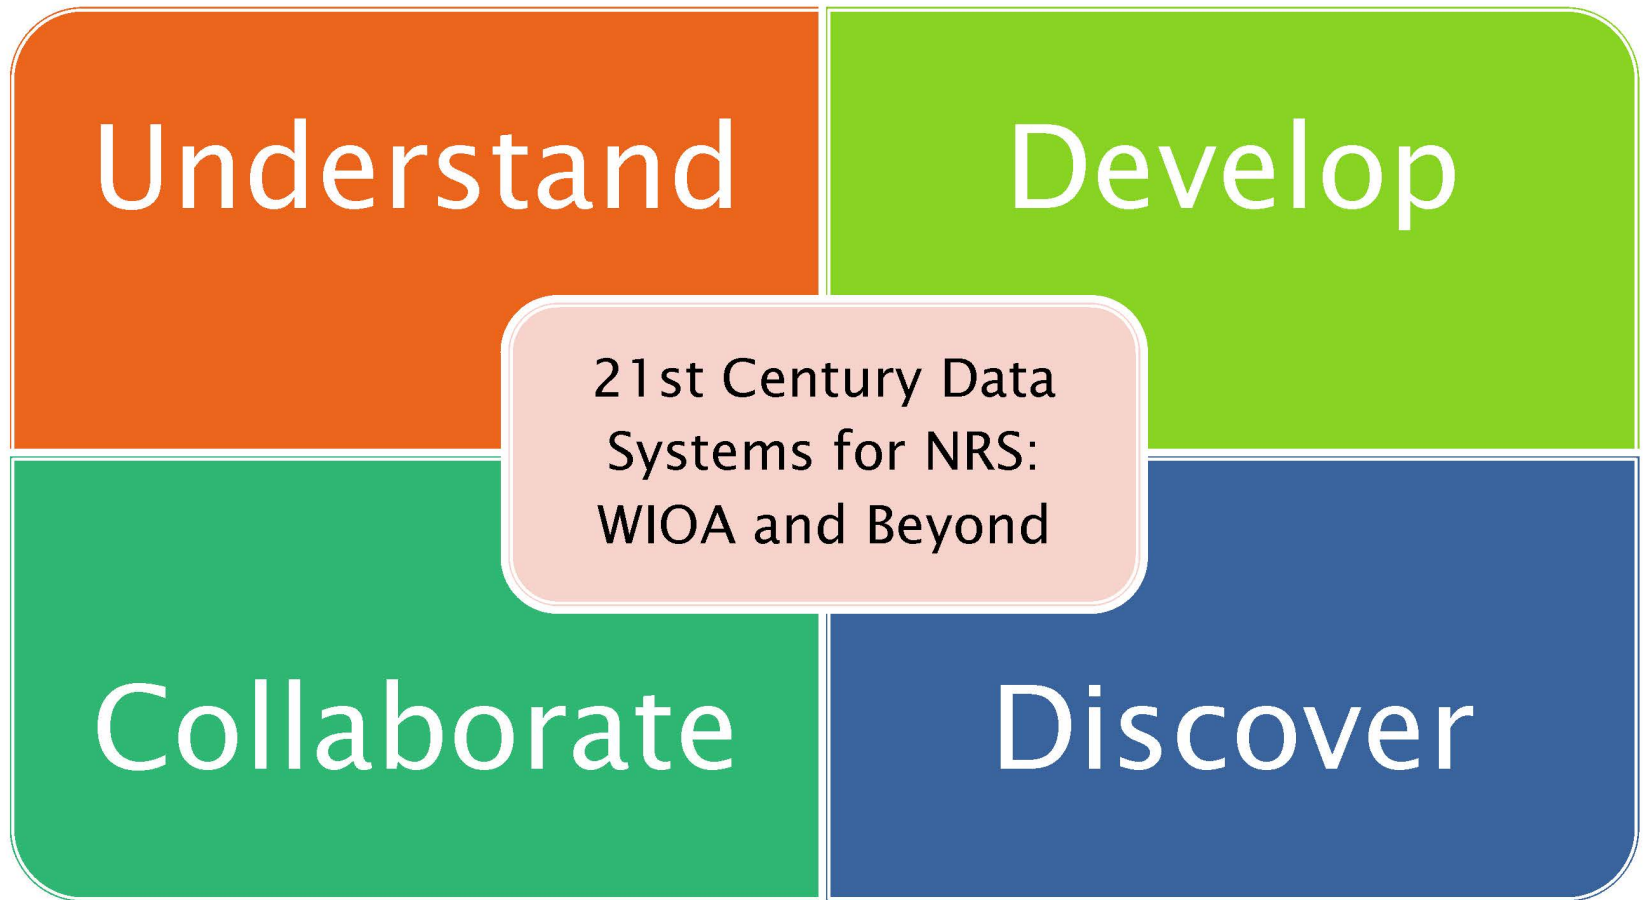 Understand
Develop
21st Century Data
Systems for NRS:
WIOA and Beyond
Collaborate
Discover